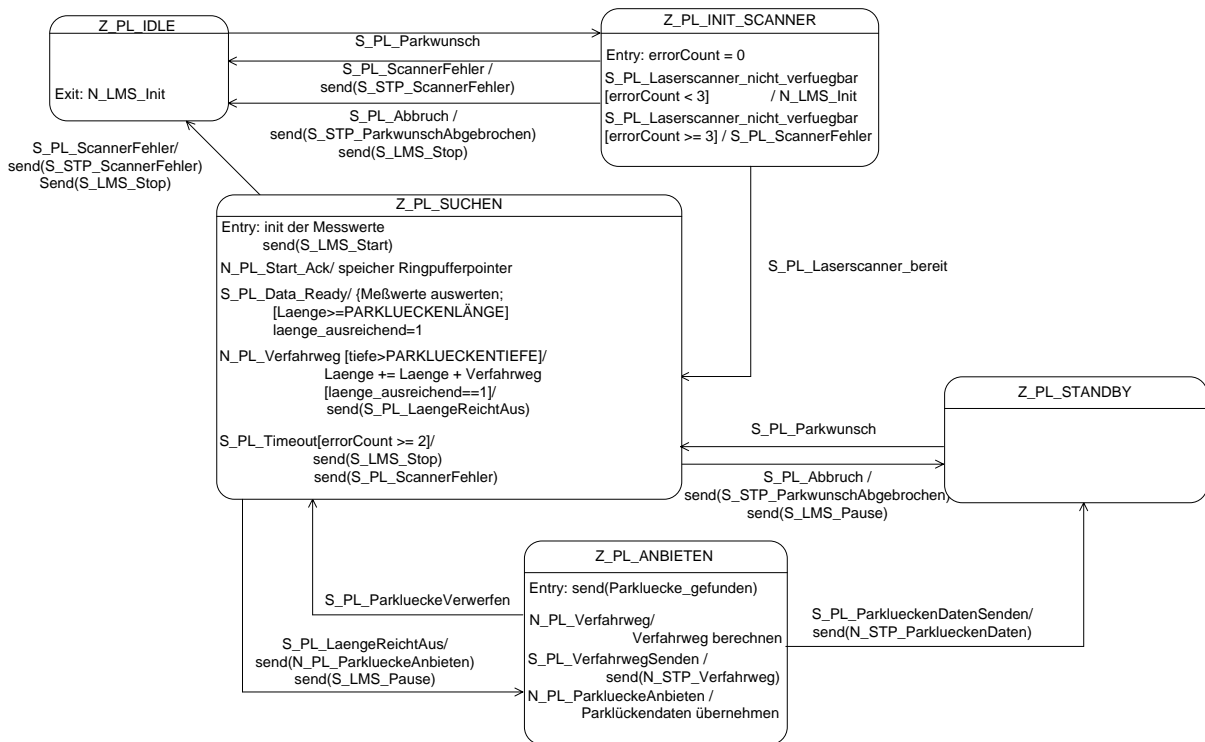 Z_PL_IDLE
Exit: N_LMS_Init
S_PL_Parkwunsch
S_PL_ScannerFehler /
send(S_STP_ScannerFehler)
S_PL_Abbruch /
send(S_STP_ParkwunschAbgebrochen)
send(S_LMS_Stop)
Z_PL_INIT_SCANNER
Entry: errorCount = 0
S_PL_Laserscanner_nicht_verfuegbar
[errorCount < 3] / N_LMS_Init
S_PL_Laserscanner_nicht_verfuegbar
[errorCount >= 3] / S_PL_ScannerFehler
S_PL_ScannerFehler/
send(S_STP_ScannerFehler)
Send(S_LMS_Stop)
S_PL_Laserscanner_bereit
Z_PL_SUCHEN
Entry: init der Messwerte
send(S_LMS_Start)
N_PL_Start_Ack/ speicher Ringpufferpointer
S_PL_Data_Ready/ {Meßwerte auswerten;
[Laenge>=PARKLUECKENLÄNGE]
laenge_ausreichend=1
N_PL_Verfahrweg [tiefe>PARKLUECKENTIEFE]/
Laenge += Laenge + Verfahrweg
[laenge_ausreichend==1]/
send(S_PL_LaengeReichtAus)
S_PL_Timeout[errorCount >= 2]/
send(S_LMS_Stop)
send(S_PL_ScannerFehler)
Z_PL_STANDBY
S_PL_Parkwunsch
S_PL_Abbruch /
send(S_STP_ParkwunschAbgebrochen)
send(S_LMS_Pause)
S_PL_ParklueckeVerwerfen
S_PL_LaengeReichtAus/
send(N_PL_ParklueckeAnbieten)
send(S_LMS_Pause)
Z_PL_ANBIETEN
Entry: send(Parkluecke_gefunden)
N_PL_Verfahrweg/
Verfahrweg berechnen
S_PL_VerfahrwegSenden /
send(N_STP_Verfahrweg)
N_PL_ParklueckeAnbieten /
Parklückendaten übernehmen
S_PL_ParklueckenDatenSenden/
send(N_STP_ParklueckenDaten)